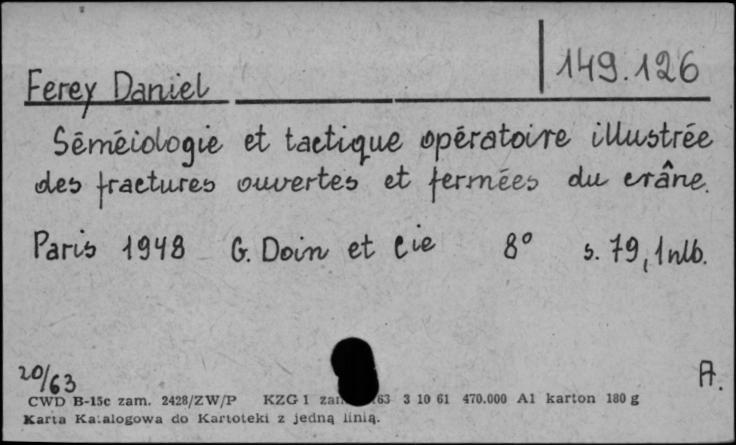 149.126
Ferey Daniel
Séméiologie et tactique opératoire illustrée
des fractures ouvertes et fermées du crâne.
Paris 1948 G. Doin et Cie 8° s. 79, 1 nlb.
20/63 A.
CWD B-15c zam. 2428/ZW/P KZG 1 63 3 10 61 470.000 A1 karton 180 g
Karta Katalogowa do Kartoteki z jedną linią.